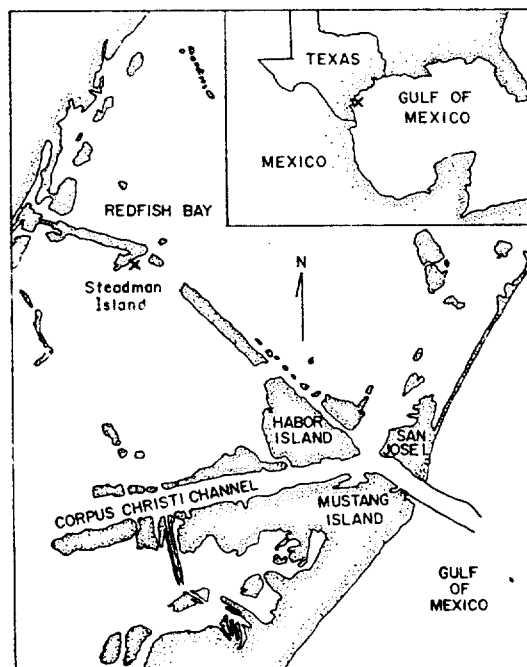 TEXAS
GULF OF
MEXICO
MEXICO
REDFISH BAY
Steadman
Island
N
HABOR
ISLAND
SAN
JOSE I.
CORPUS CHRISTI CHANNEL
MUSTANG
ISLAND
GULF
OF
MEXICO